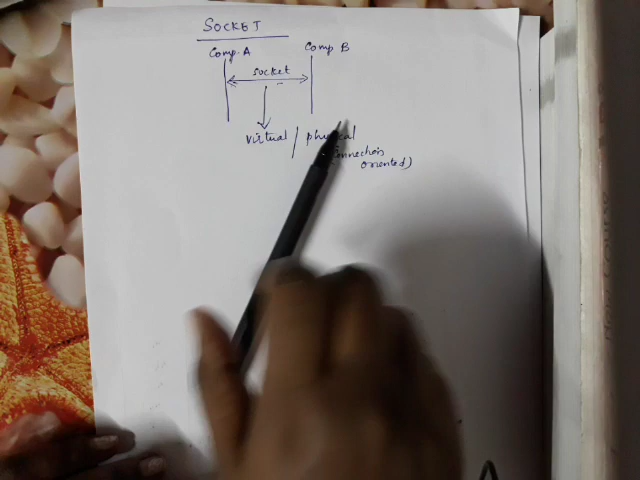 SOCKET
Comp. A Comp B
socket
virtual / physical
connection
oriented)